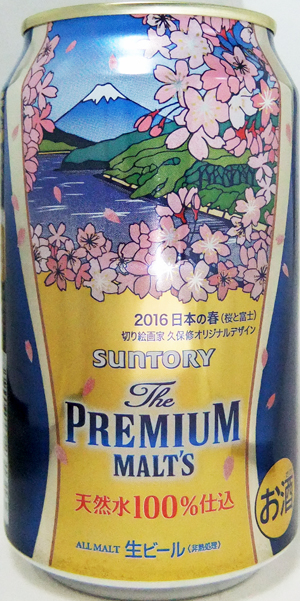 2016 日本の春〈桜と富士〉
切り絵画家 久保修オリジナルデザイン
SUNTORY
The
PREMIUM
MALT'S
天然水100%仕込
お酒
ALL MALT 生ビール《非熱処理》